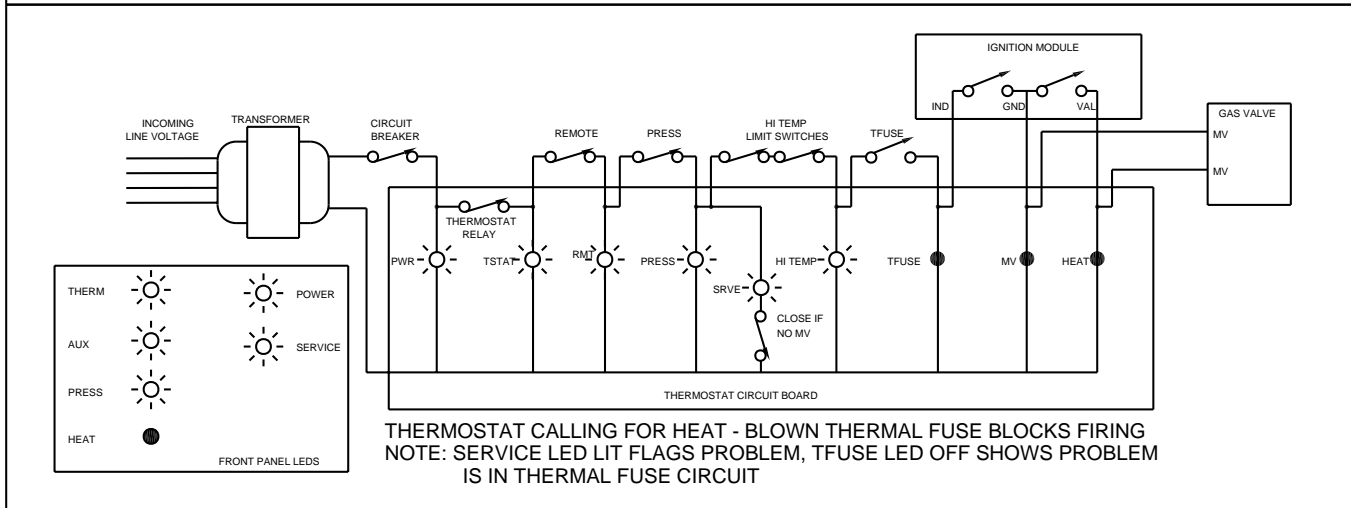 IGNITION MODULE
IND
GND
VAL
GAS VALVE
MV
MV
INCOMING
LINE VOLTAGE
TRANSFORMER
CIRCUIT
BREAKER
REMOTE
PRESS
HI TEMP
LIMIT SWITCHES
TFUSE
THERMOSTAT
RELAY
PWR
TSTAT
RMT
PRESS
SRVE
CLOSE IF
NO MV
HI TEMP
TFUSE
MV
HEAT
THERMOSTAT CIRCUIT BOARD
THERM
POWER
AUX
SERVICE
PRESS
HEAT
FRONT PANEL LEDS
THERMOSTAT CALLING FOR HEAT - BLOWN THERMAL FUSE BLOCKS FIRING
NOTE: SERVICE LED LIT FLAGS PROBLEM, TFUSE LED OFF SHOWS PROBLEM
IS IN THERMAL FUSE CIRCUIT